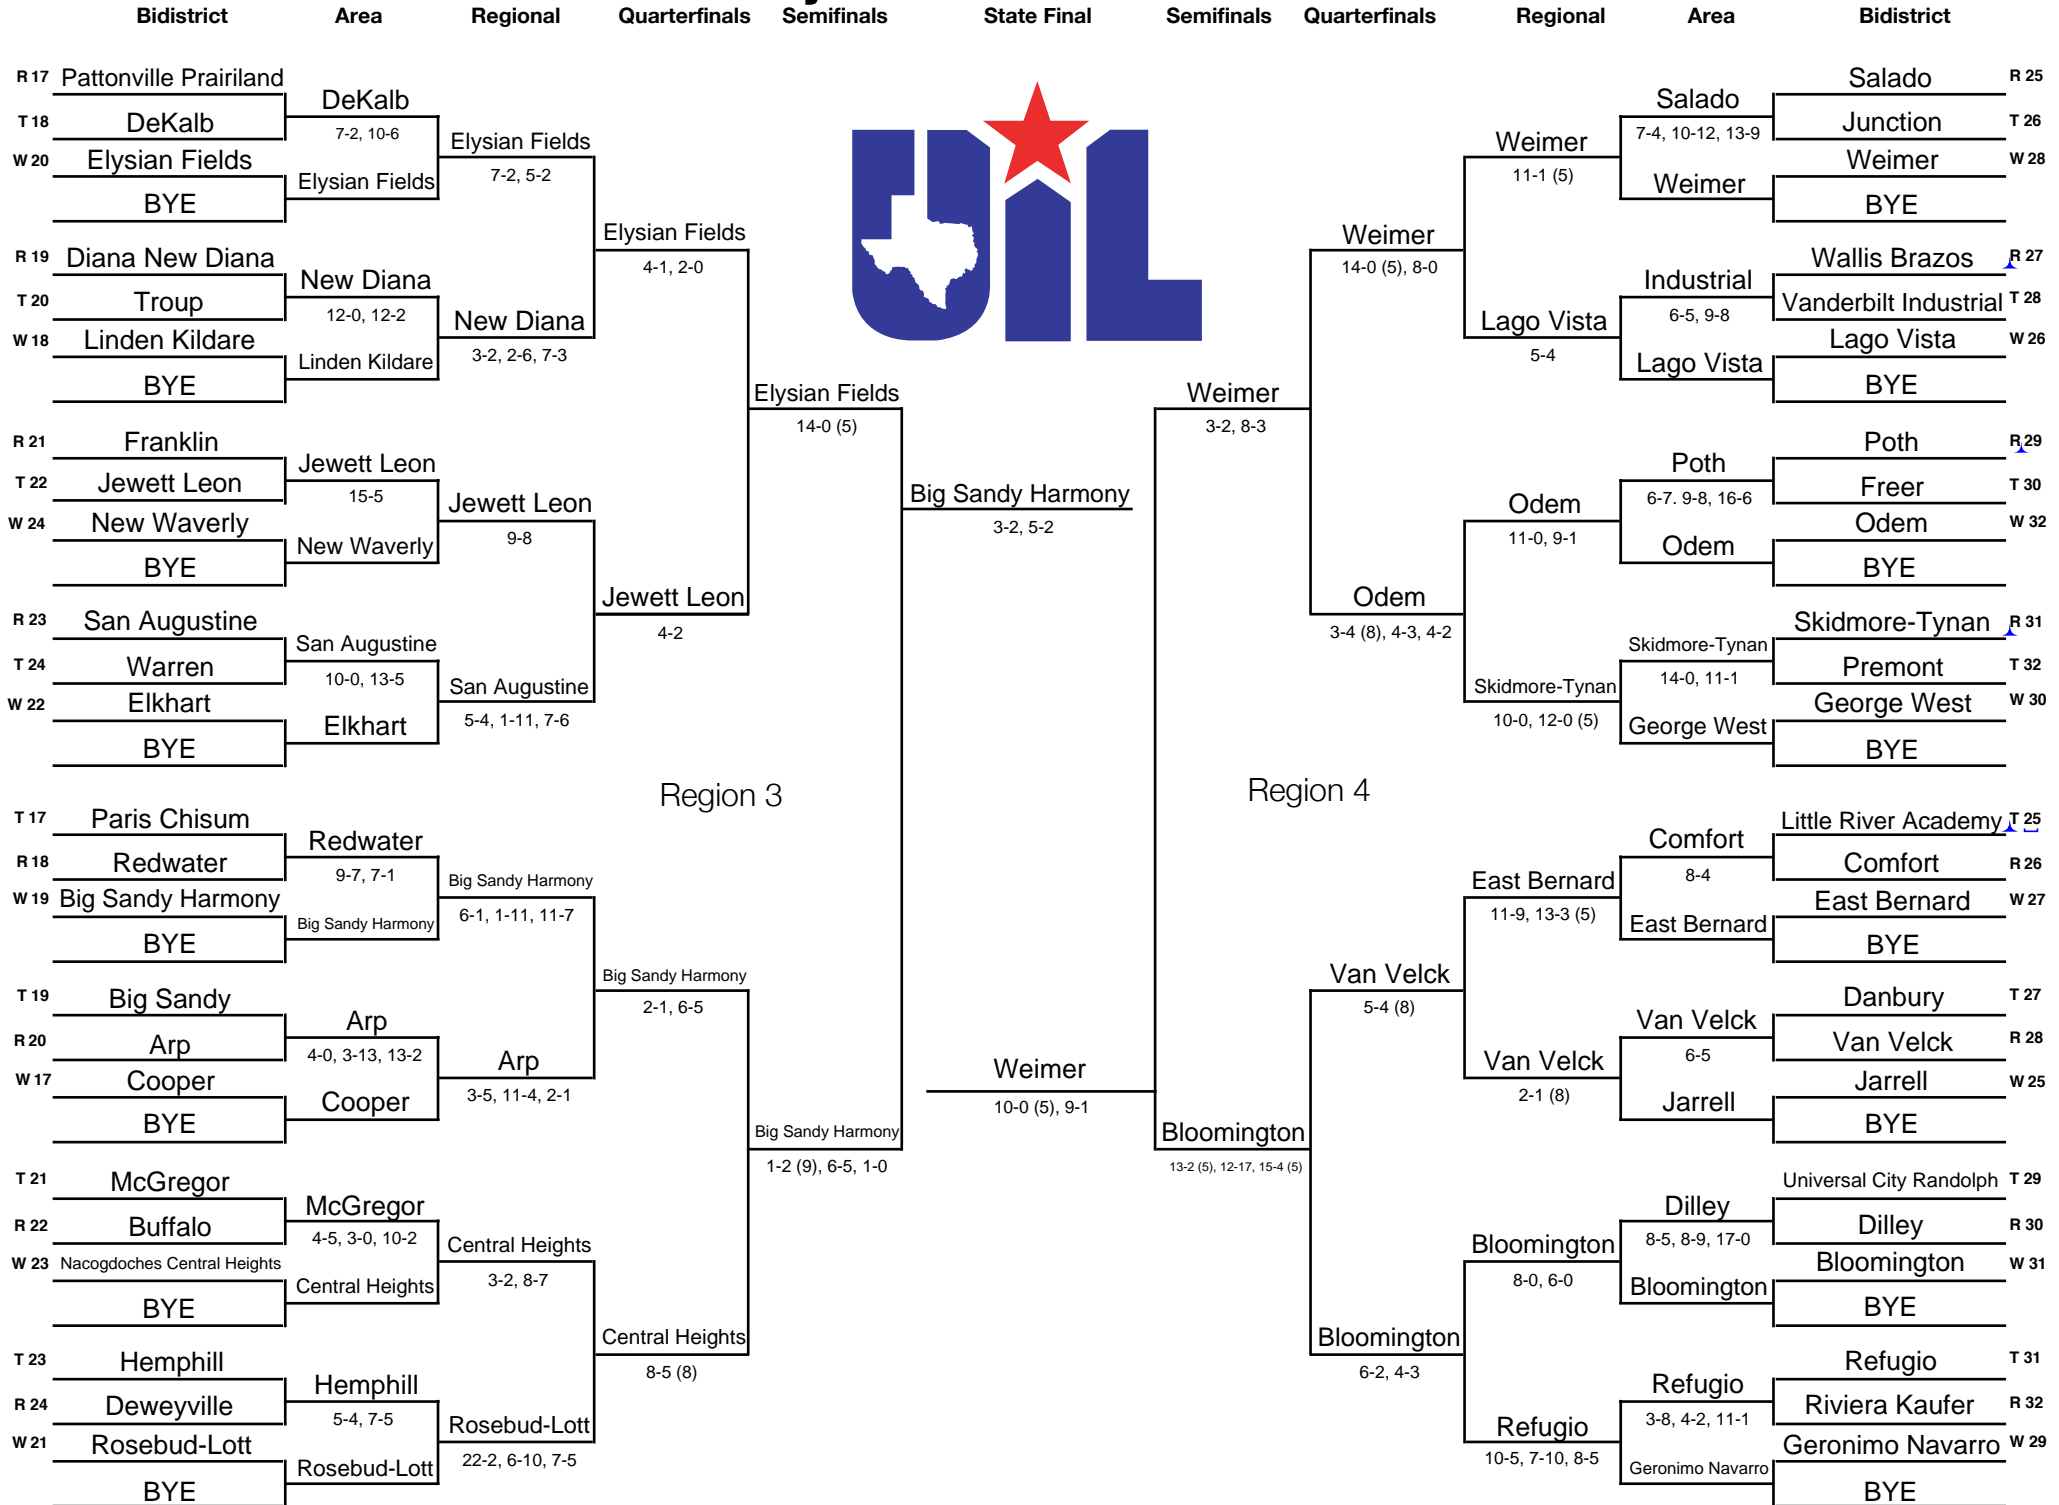 Bidistrict Area Regional Quarterfinals Semifinals State Final Semifinals Quarterfinals Regional Area Bidistrict
R 17 Pattonville Prairiland
DeKalb
T 18 DeKalb
7-2, 10-6
Elysian Fields
W 20 Elysian Fields
7-2, 5-2
Elysian Fields
BYE
Elysian Fields
4-1, 2-0
R 19 Diana New Diana
New Diana
T 20 Troup
12-0, 12-2
New Diana
W 18 Linden Kildare
3-2, 2-6, 7-3
Linden Kildare
BYE
Elysian Fields
14-0 (5)
R 21 Franklin
Jewett Leon
T 22 Jewett Leon
15-5
Jewett Leon
W 24 New Waverly
9-8
New Waverly
BYE
Jewett Leon
4-2
R 23 San Augustine
San Augustine
T 24 Warren
10-0, 13-5
San Augustine
W 22 Elkhart
5-4, 1-11, 7-6
Elkhart
BYE
Big Sandy Harmony
3-2, 5-2
Region 3
T 17 Paris Chisum
Redwater
R 18 Redwater
9-7, 7-1
Big Sandy Harmony
W 19 Big Sandy Harmony
6-1, 1-11, 11-7
Big Sandy Harmony
BYE
Big Sandy Harmony
2-1, 6-5
T 19 Big Sandy
Arp
R 20 Arp
4-0, 3-13, 13-2
Arp
W 17 Cooper
3-5, 11-4, 2-1
Cooper
BYE
Big Sandy Harmony
1-2 (9), 6-5, 1-0
T 21 McGregor
McGregor
R 22 Buffalo
4-5, 3-0, 10-2
Central Heights
W 23 Nacogdoches Central Heights
3-2, 8-7
Central Heights
BYE
Central Heights
8-5 (8)
T 23 Hemphill
Hemphill
R 24 Deweyville
5-4, 7-5
Rosebud-Lott
W 21 Rosebud-Lott
22-2, 6-10, 7-5
Rosebud-Lott
BYE
UIL
Salado R 25
Salado
Junction T 26
7-4, 10-12, 13-9
Weimer
Weimer W 28
11-1 (5)
Weimer
BYE
Weimer
14-0 (5), 8-0
Wallis Brazos R 27
Industrial
Vanderbilt Industrial T 28
6-5, 9-8
Lago Vista
Lago Vista W 26
5-4
Lago Vista
BYE
Weimer
3-2, 8-3
Poth R 29
Poth
Freer T 30
6-7. 9-8, 16-6
Odem
Odem W 32
11-0, 9-1
Odem
BYE
Odem
3-4 (8), 4-3, 4-2
Skidmore-Tynan R 31
Skidmore-Tynan
Premont T 32
14-0, 11-1
Skidmore-Tynan
George West W 30
10-0, 12-0 (5)
George West
BYE
Region 4
Little River Academy T 25
Comfort
Comfort R 26
8-4
East Bernard
East Bernard W 27
11-9, 13-3 (5)
East Bernard
BYE
Van Velck
5-4 (8)
Danbury T 27
Van Velck
Van Velck R 28
6-5
Van Velck
Jarrell W 25
2-1 (8)
Jarrell
BYE
Weimer
10-0 (5), 9-1
Bloomington
13-2 (5), 12-17, 15-4 (5)
Universal City Randolph T 29
Dilley
Dilley R 30
8-5, 8-9, 17-0
Bloomington
Bloomington W 31
8-0, 6-0
Bloomington
BYE
Bloomington
6-2, 4-3
Refugio T 31
Refugio
Riviera Kaufer R 32
3-8, 4-2, 11-1
Refugio
Geronimo Navarro W 29
10-5, 7-10, 8-5
Geronimo Navarro
BYE